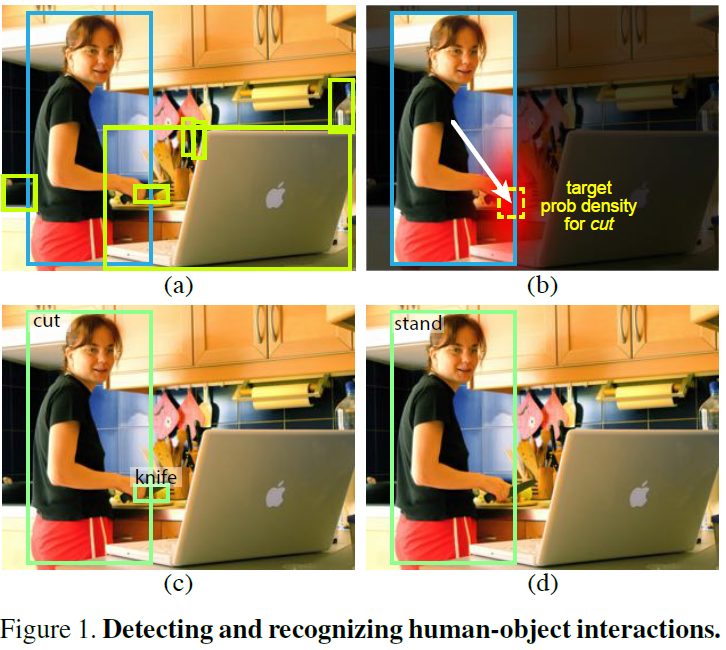 (a)
target
prob density
for cut
(b)
cut
knife
(c)
stand
(d)
Figure 1. Detecting and recognizing human-object interactions.